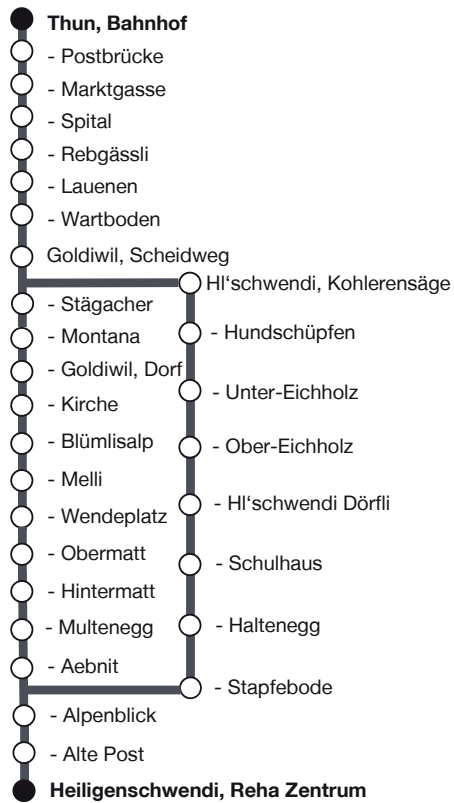 Thun, Bahnhof
- Postbrücke
- Marktgasse
- Spital
- Rebgässli
- Lauenen
- Wartboden
Goldiwil, Scheidweg
Hl‘schwendi, Kohlerensäge
- Stägacher
- Montana
- Goldiwil, Dorf
- Kirche
- Blümlisalp
- Melli
- Wendeplatz
- Obermatt
- Hintermatt
- Multenegg
- Aebnit
- Hundschüpfen
- Unter-Eichholz
- Ober-Eichholz
- Hl‘schwendi Dörfli
- Schulhaus
- Haltenegg
- Stapfebode
- Alpenblick
- Alte Post
Heiligenschwendi, Reha Zentrum